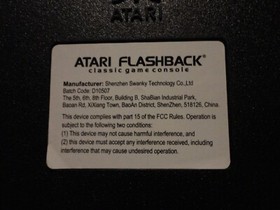 ATARI
ATARI FLASHBACK®
classic game console
Manufacturer: Shenzhen Swanky Technology Co.,Ltd
Batch Code: D10507
The 5th, 6th, 8th Floor, Building B, ShaBian Industrial Park,
Baoan Rd, XiXiang Town, BaoAn District, ShenZhen, 518126, China.
This device complies with part 15 of the FCC Rules. Operation is
subject to the following two conditions:
(1) This device may not cause harmful interference, and
(2) this device must accept any interference received, including
interference that may cause undesired operation.